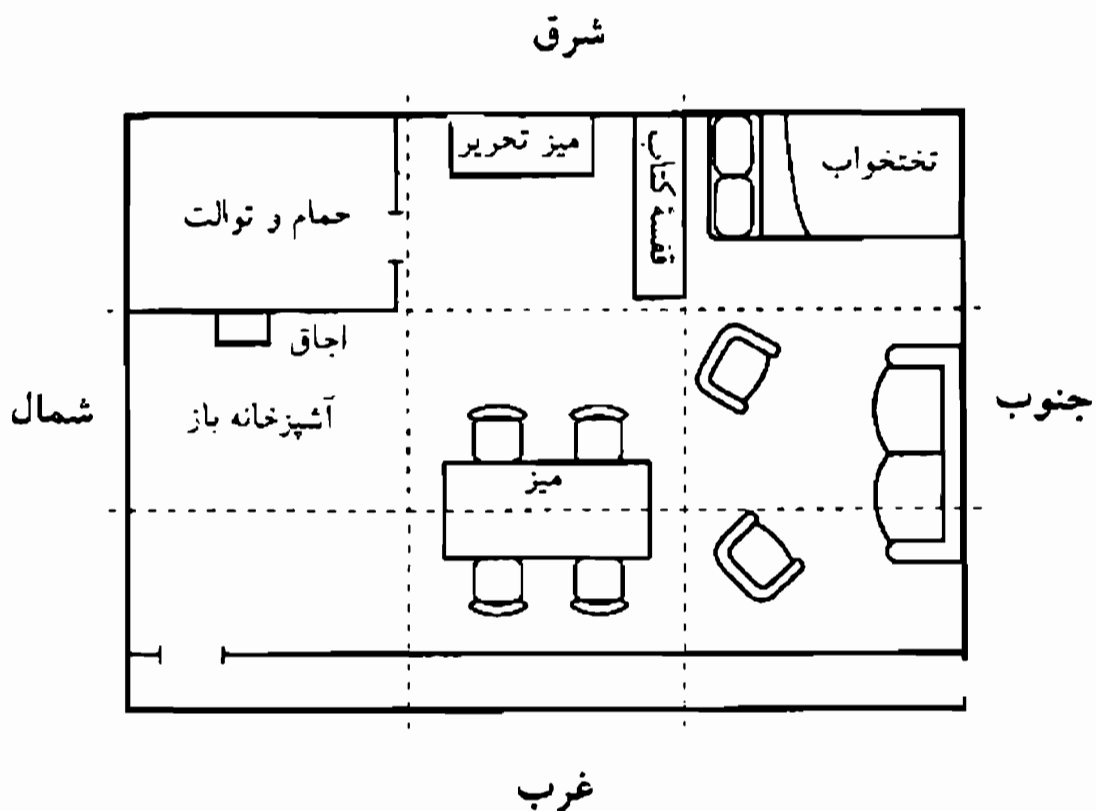 شرق
میز تحریر
قفسهٔ کتاب
تختخواب
حمام و توالت
اجاق
آشپزخانه باز
شمال
جنوب
میز
غرب